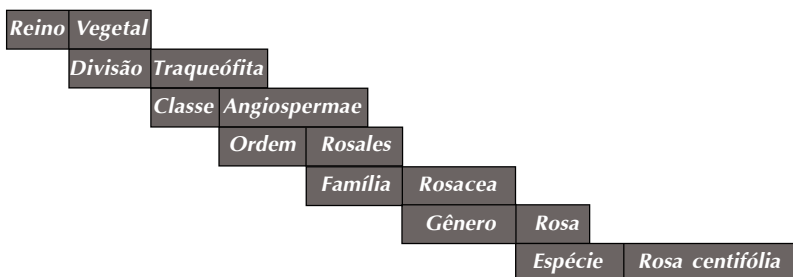 Reino Vegetal
Divisão Traqueófita
Classe Angiospermae
Ordem Rosales
Família Rosacea
Gênero Rosa
Espécie Rosa centifólia